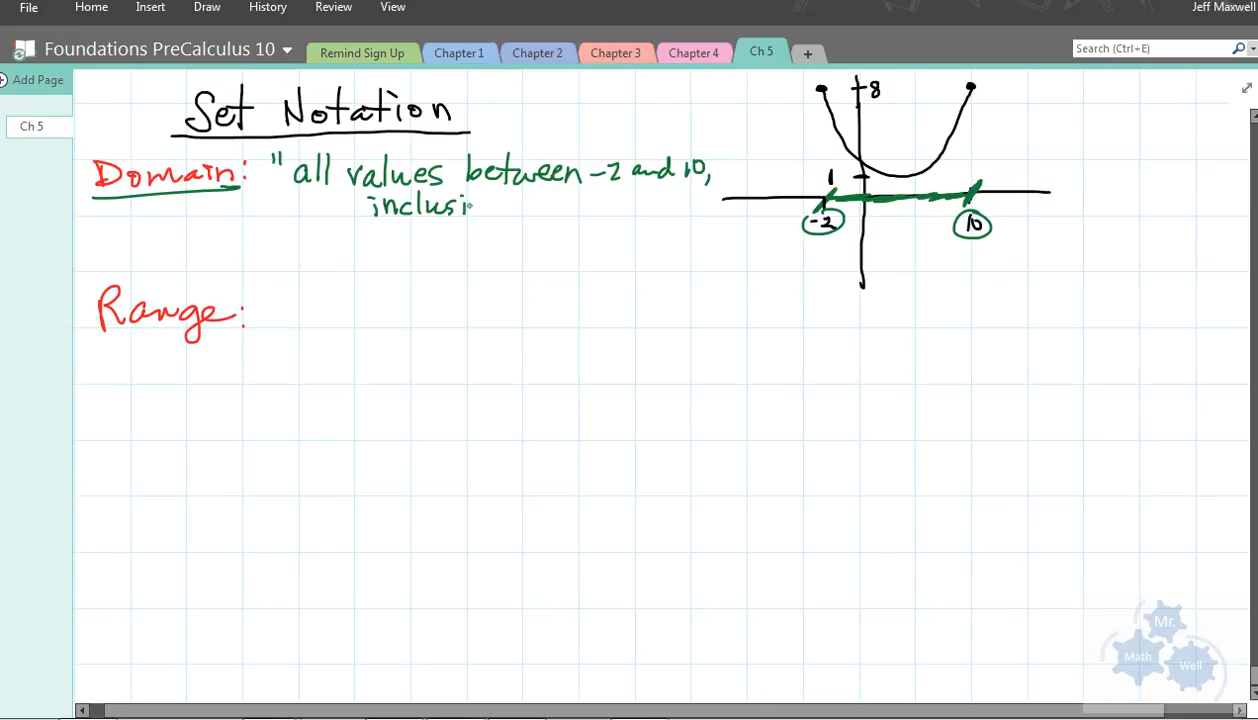 File Home Insert Draw History Review View Jeff Maxwell
Foundations PreCalculus 10 Remind Sign Up Chapter 1 Chapter 2 Chapter 3 Chapter 4 Ch 5 + Search (Ctrl+E)
+ Add Page
Ch 5
Set Notation
8
Domain: "all values between -2 and 10,
inclusi
1
-2 10
Range:
Mr.
Math Well